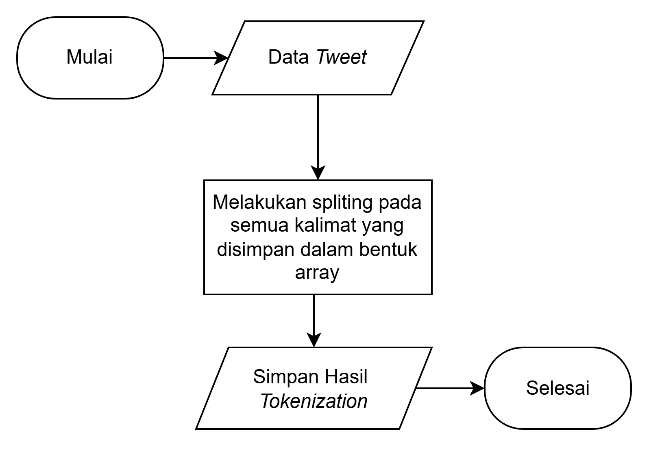 Mulai
Data Tweet
Melakukan spliting pada
semua kalimat yang
disimpan dalam bentuk
array
Simpan Hasil
Tokenization
Selesai